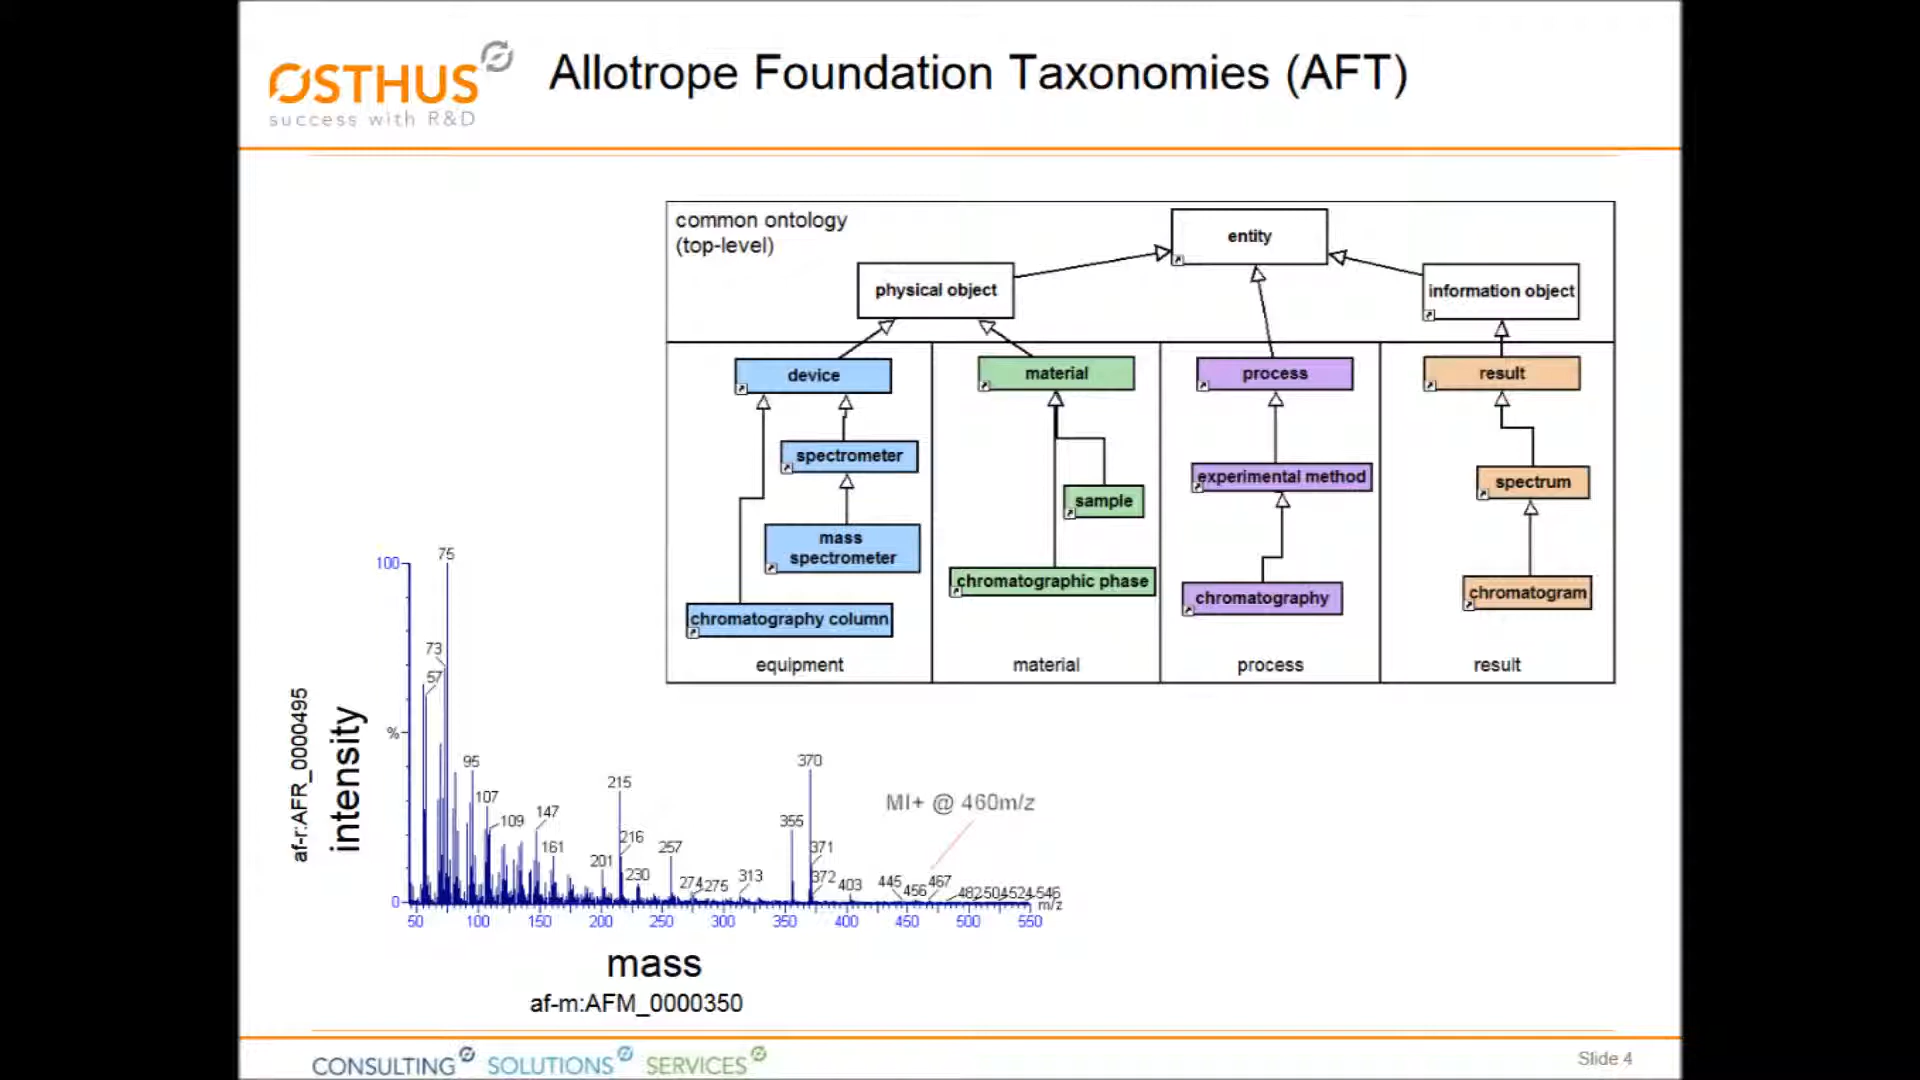 OSTHUS
success with R&D
Allotrope Foundation Taxonomies (AFT)
common ontology
(top-level)
entity
physical object
information object
device
material
process
result
spectrometer
experimental method
spectrum
sample
mass
spectrometer
chromatographic phase
chromatography
chromatogram
chromatography column
equipment
material
process
result
af-r:AFR_0000495
intensity
100
%
0
75
73
57
95
107
109
147
161
201
215
216
230
257
274
275
313
355
370
371
372
403
445
456
467
482
504
524
546
m/z
MI+ @ 460m/z
50 100 150 200 250 300 350 400 450 500 550
mass
af-m:AFM_0000350
CONSULTING SOLUTIONS SERVICES
Slide 4